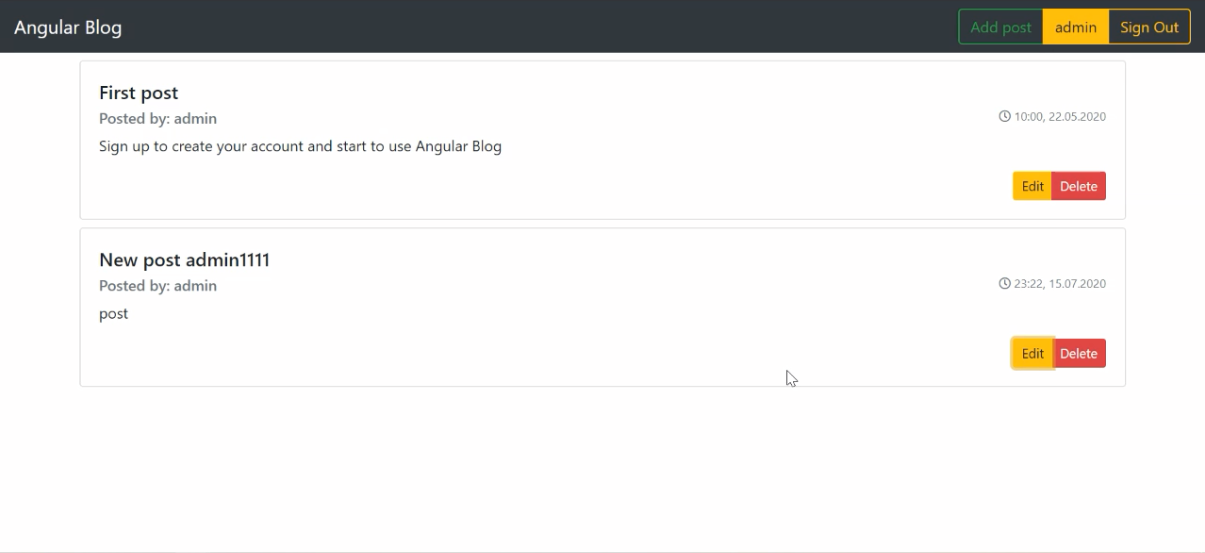 Angular Blog
Add post admin Sign Out
First post
Posted by: admin
10:00, 22.05.2020
Sign up to create your account and start to use Angular Blog
Edit Delete
New post admin1111
Posted by: admin
23:22, 15.07.2020
post
Edit Delete